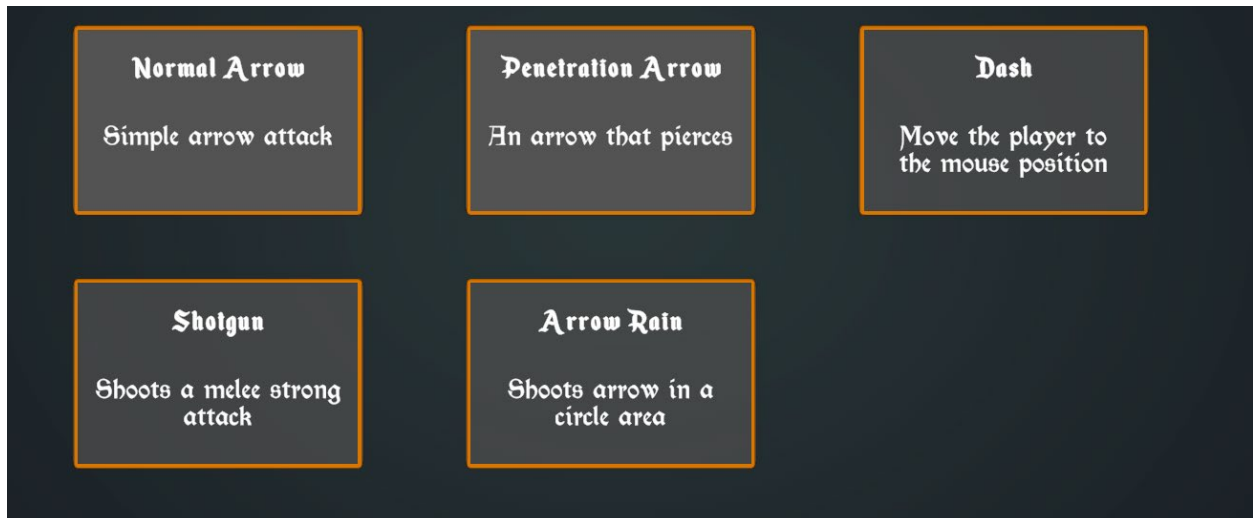 Normal Arrow
Simple arrow attack
Penetration Arrow
An arrow that pierces
Dash
Move the player to
the mouse position
Shotgun
Shoots a melee strong
attack
Arrow Rain
Shoots arrow in a
circle area